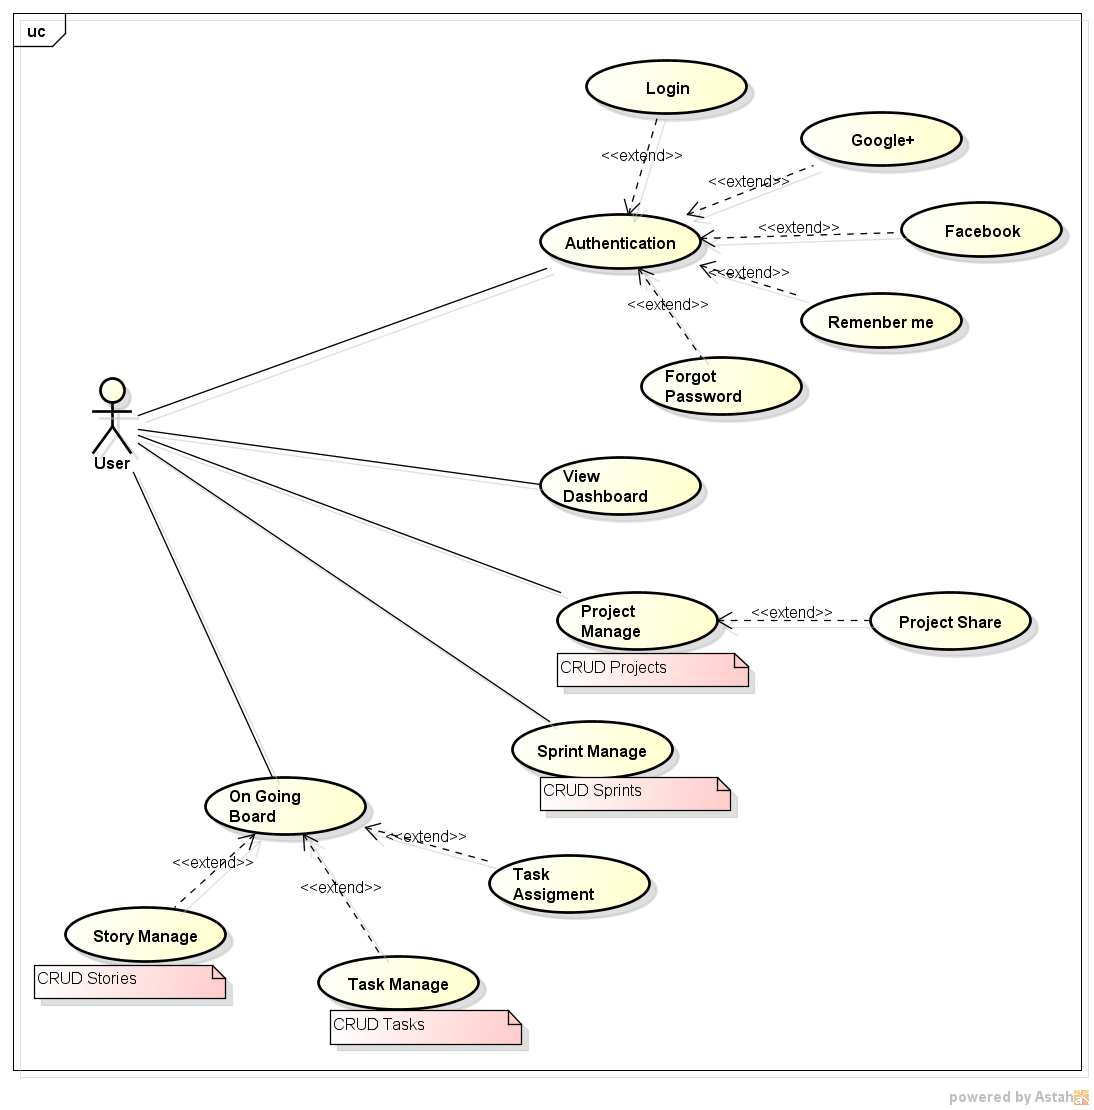 uc
Login
<<extend>>
Google+
<<extend>>
Facebook
<<extend>>
Authentication
<<extend>>
<<extend>>
Remenber me
Forgot
Password
User
View
Dashboard
Project
Manage
<<extend>>
Project Share
CRUD Projects
Sprint Manage
CRUD Sprints
On Going
Board
<<extend>>
<<extend>>
<<extend>>
Task
Assigment
Story Manage
CRUD Stories
Task Manage
CRUD Tasks
powered by Astah